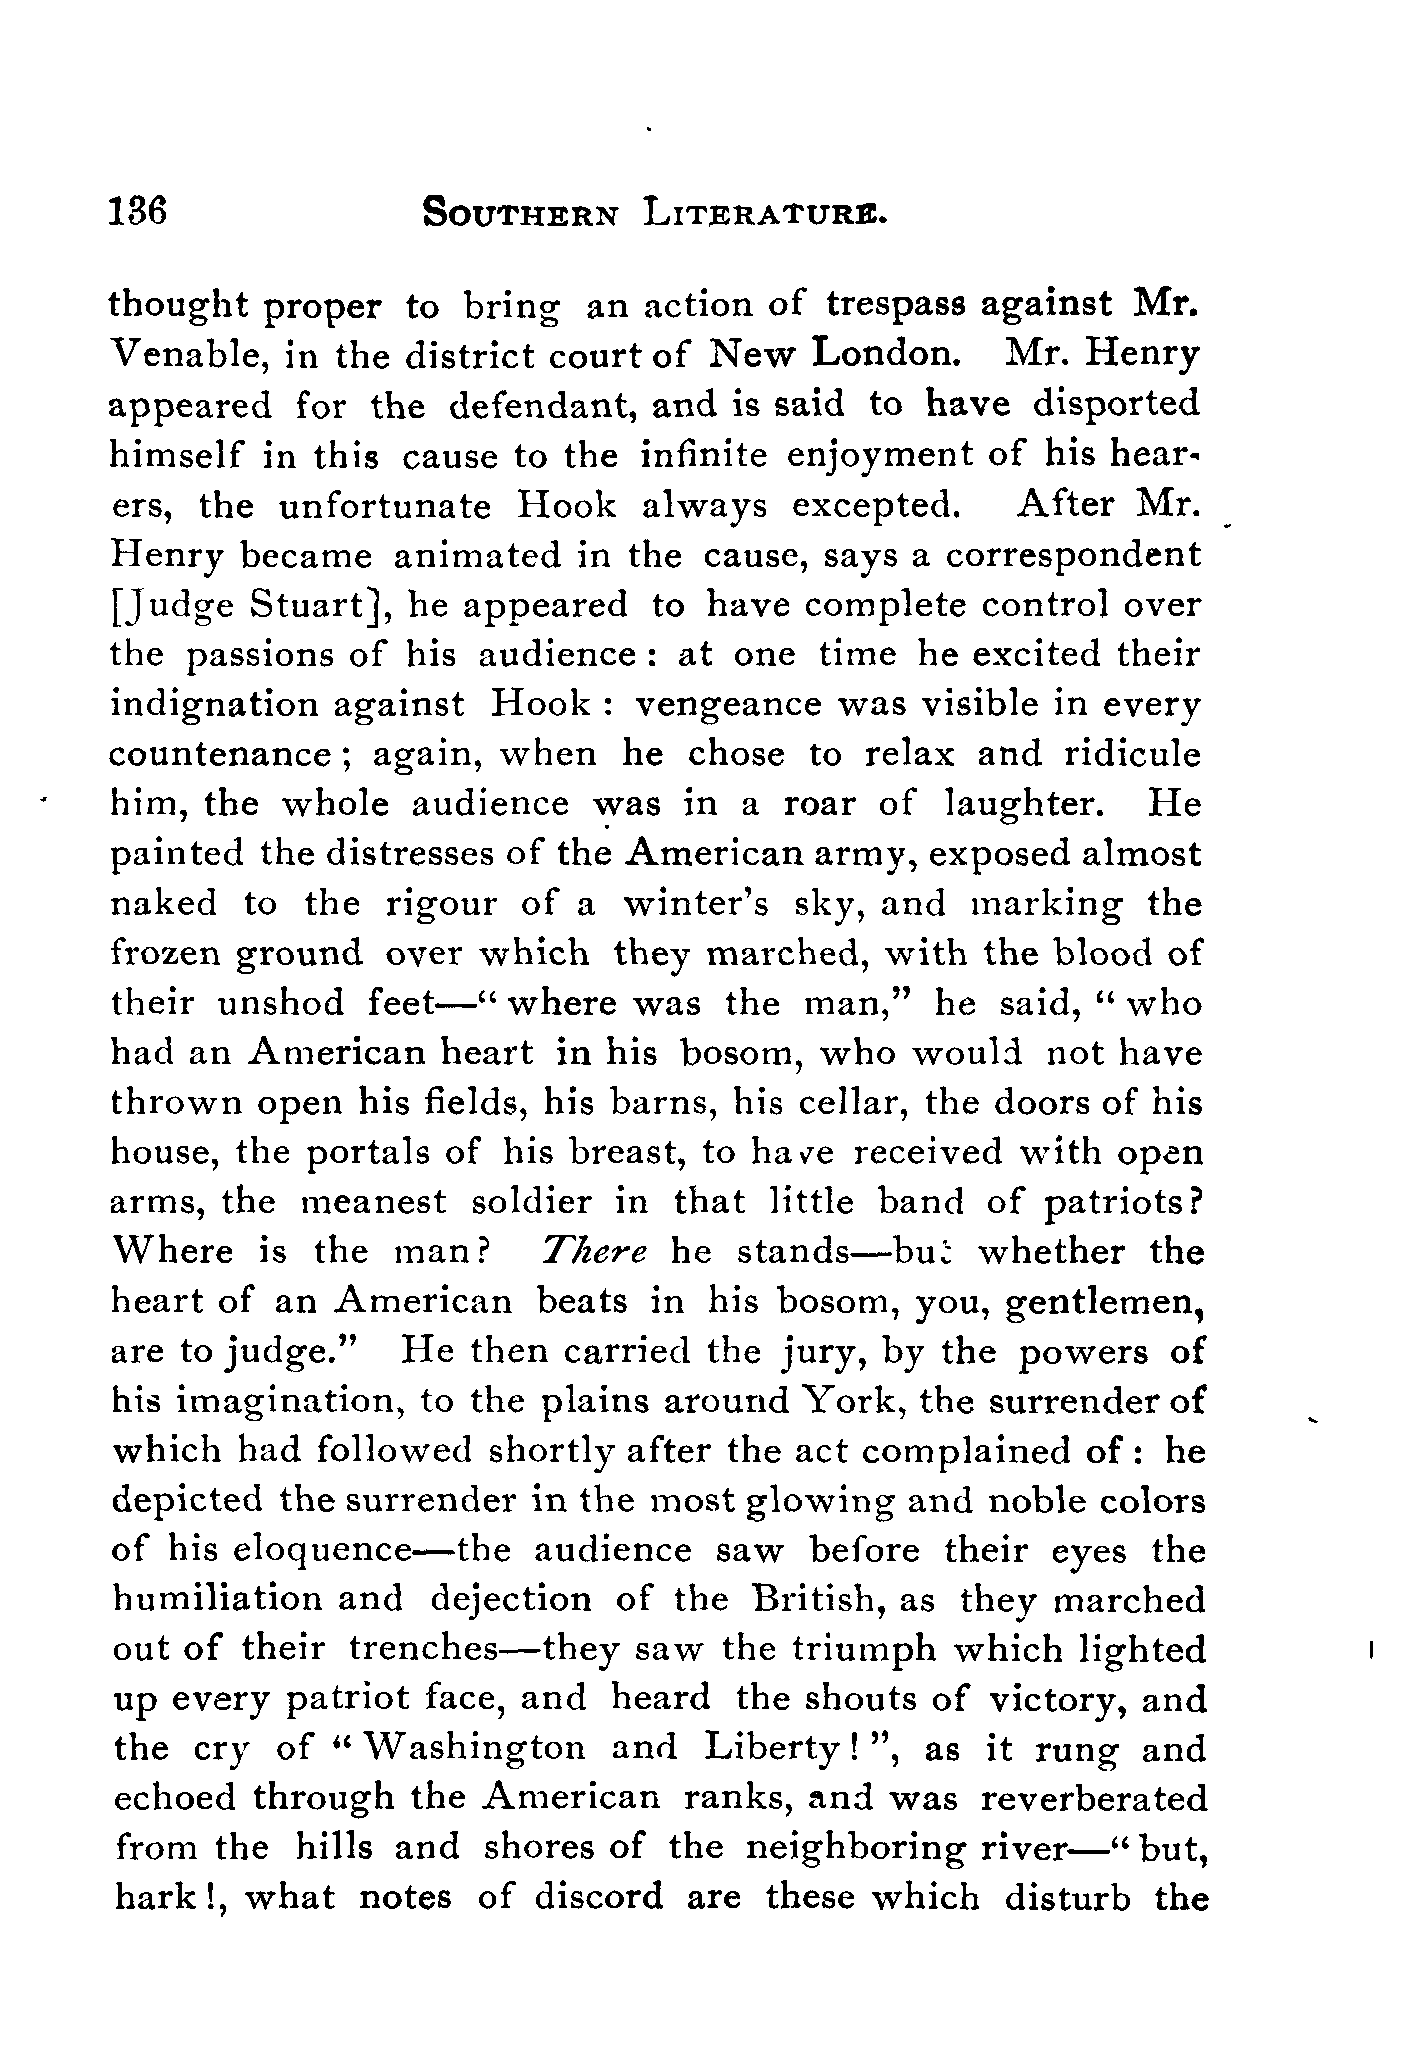 136 SOUTHERN LITERATURE.
thought proper to bring an action of trespass against Mr.
Venable, in the district court of New London. Mr. Henry
appeared for the defendant, and is said to have disported
himself in this cause to the infinite enjoyment of his hear-
ers, the unfortunate Hook always excepted. After Mr.
Henry became animated in the cause, says a correspondent
[Judge Stuart], he appeared to have complete control over
the passions of his audience : at one time he excited their
indignation against Hook : vengeance was visible in every
countenance ; again, when he chose to relax and ridicule
him, the whole audience was in a roar of laughter. He
painted the distresses of the American army, exposed almost
naked to the rigour of a winter's sky, and marking the
frozen ground over which they marched, with the blood of
their unshod feet—“ where was the man,” he said, “ who
had an American heart in his bosom, who would not have
thrown open his fields, his barns, his cellar, the doors of his
house, the portals of his breast, to have received with open
arms, the meanest soldier in that little band of patriots?
Where is the man? There he stands—but whether the
heart of an American beats in his bosom, you, gentlemen,
are to judge.” He then carried the jury, by the powers of
his imagination, to the plains around York, the surrender of
which had followed shortly after the act complained of : he
depicted the surrender in the most glowing and noble colors
of his eloquence—the audience saw before their eyes the
humiliation and dejection of the British, as they marched
out of their trenches—they saw the triumph which lighted
up every patriot face, and heard the shouts of victory, and
the cry of “ Washington and Liberty ! ”, as it rung and
echoed through the American ranks, and was reverberated
from the hills and shores of the neighboring river—“ but,
hark !, what notes of discord are these which disturb the